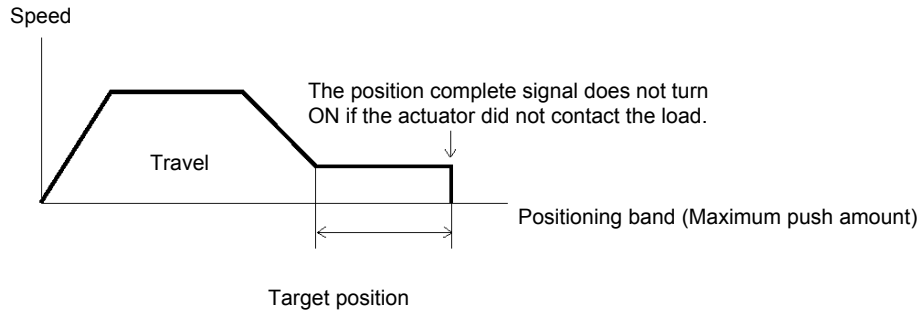 Speed
The position complete signal does not turn
ON if the actuator did not contact the load.
Travel
Positioning band (Maximum push amount)
Target position